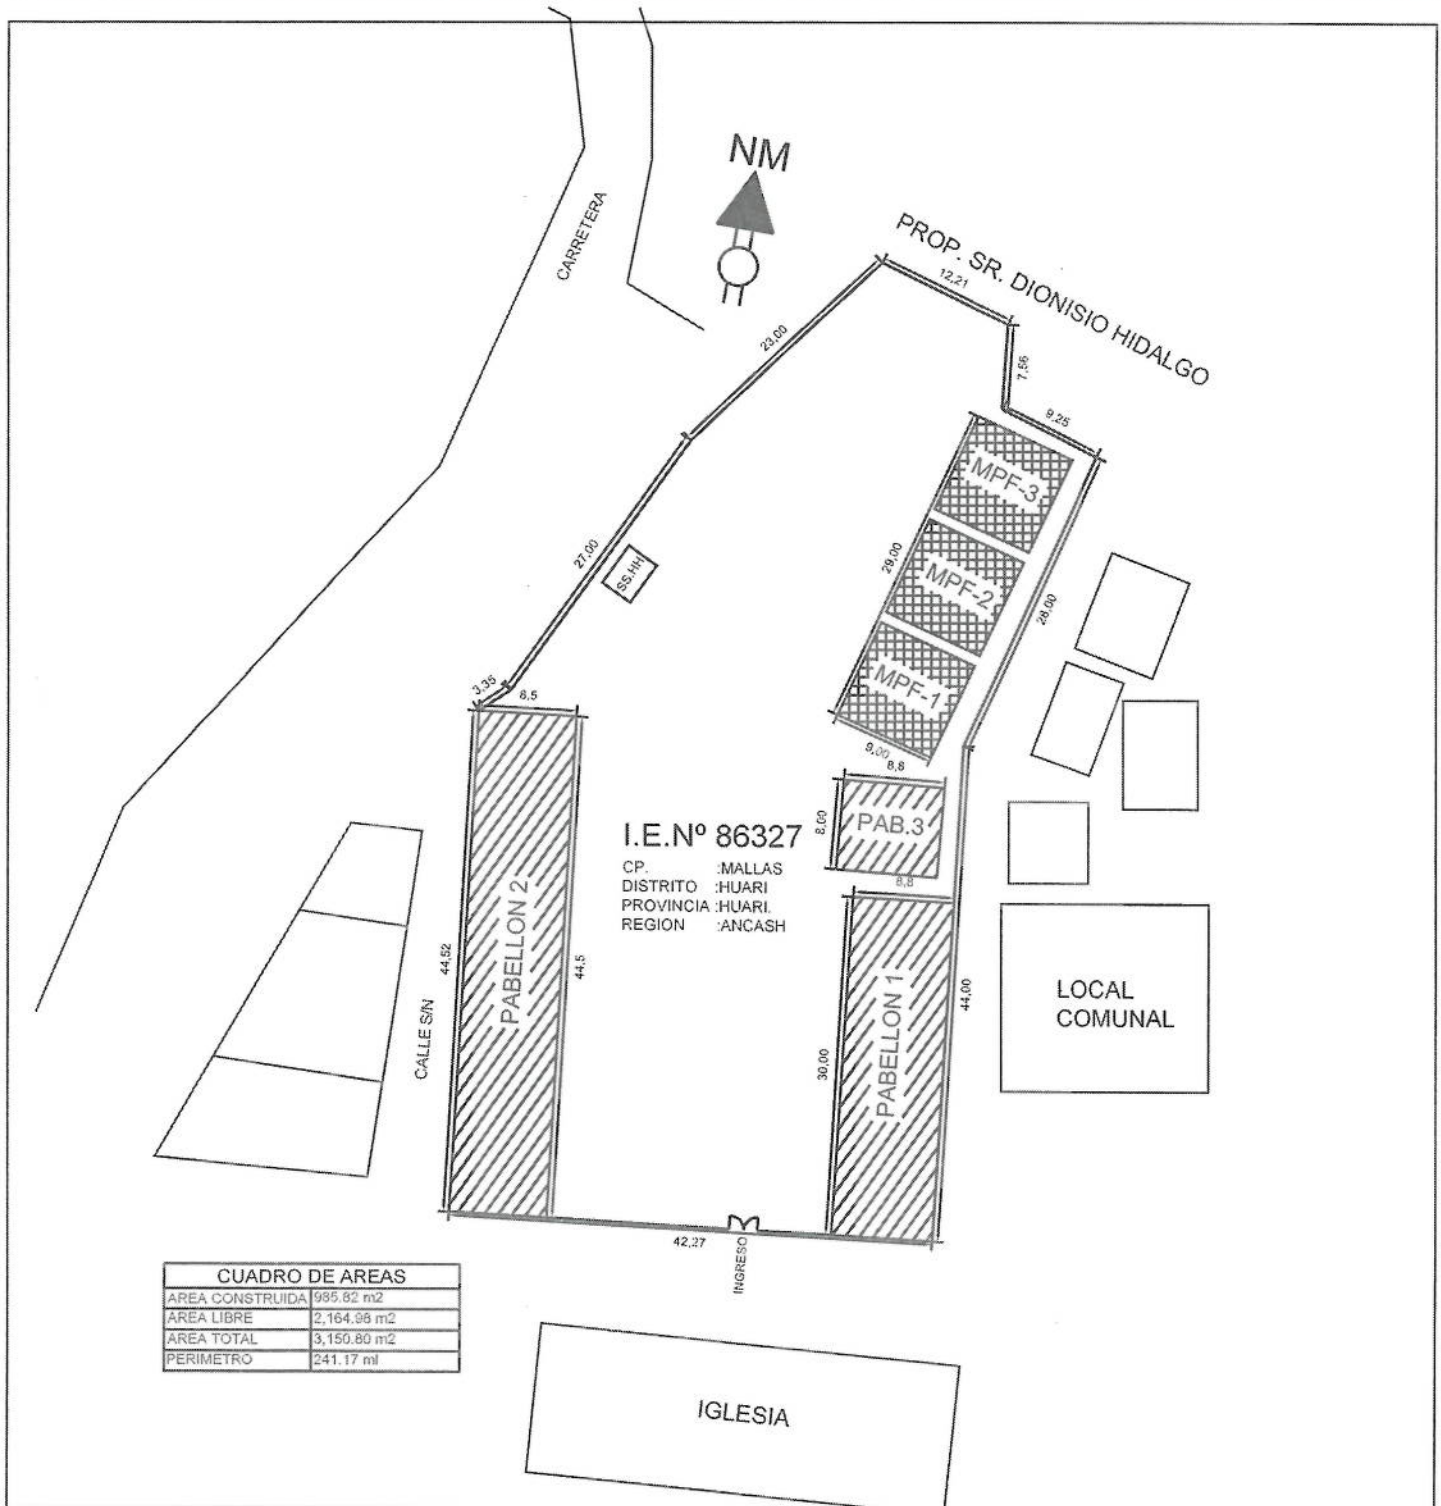 NM
CARRETERA
PROP. SR. DIONISIO HIDALGO
12,21
23,00
7,56
9,25
MPF-3
27,00
SS.HH
29,00
MPF-2
28,00
MPF-1
3,35
8,5
9,00
8,8
8,00
PAB.3
I.E.Nº 86327
CP. :MALLAS
DISTRITO :HUARI
PROVINCIA :HUARI.
REGION :ANCASH
8,8
PABELLON 2
44,52
44,5
CALLE S/N
PABELLON 1
30,00
44,00
LOCAL
COMUNAL
42,27
INGRESO
CUADRO DE AREAS
AREA CONSTRUIDA 985.82 m2
AREA LIBRE 2,164.98 m2
AREA TOTAL 3,150.80 m2
PERIMETRO 241.17 ml
IGLESIA